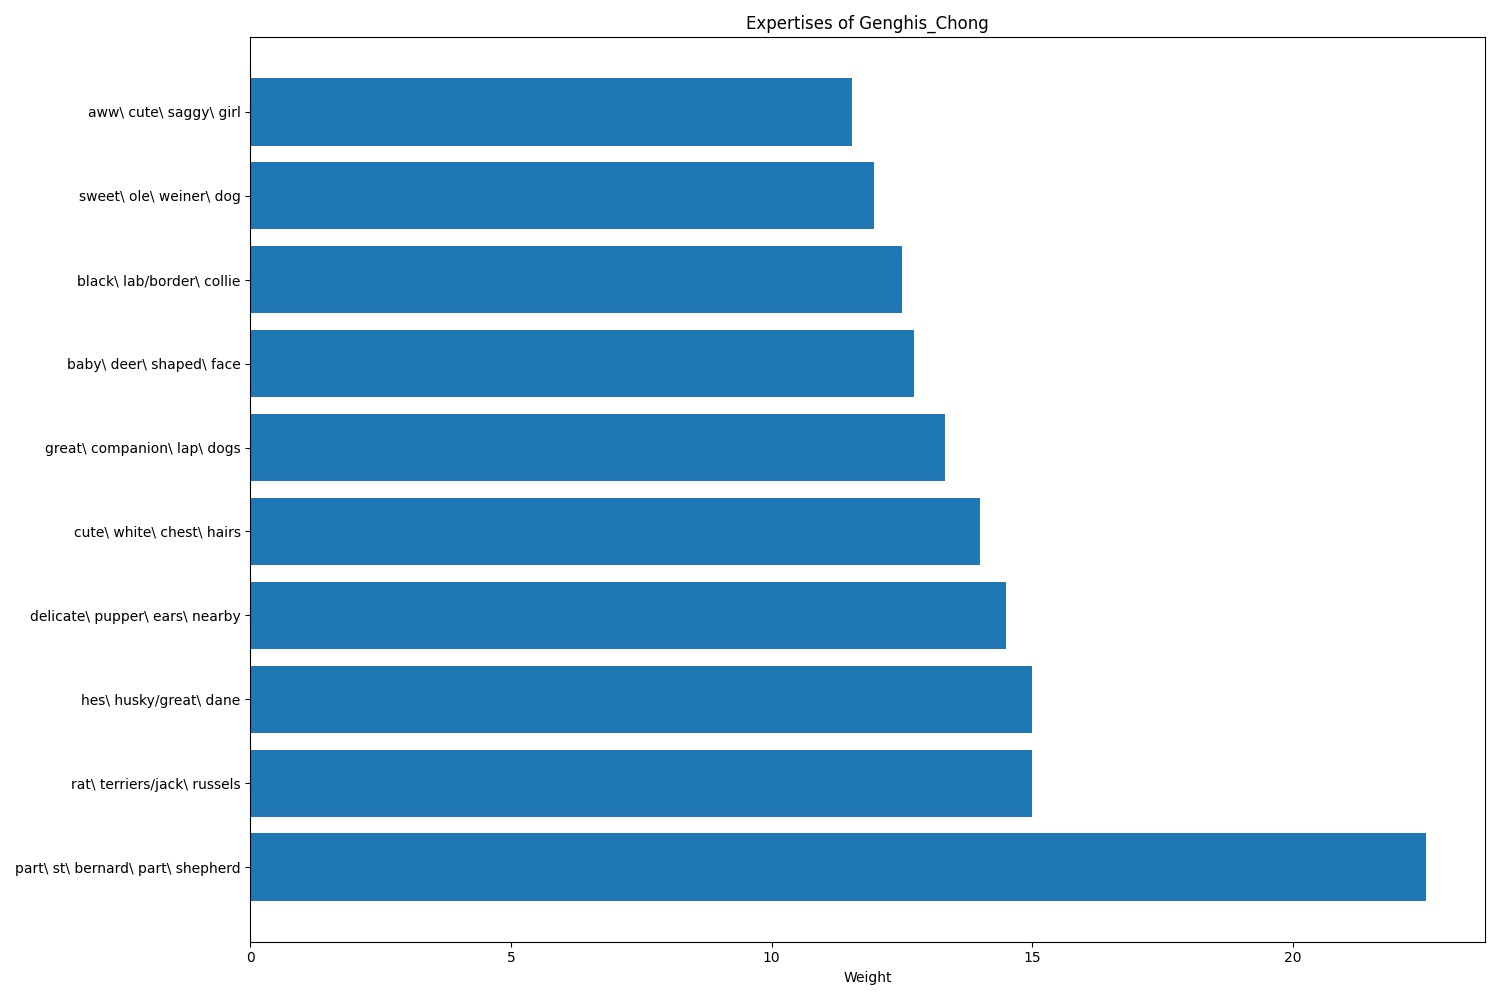 Expertises of Genghis_Chong
aww\ cute\ saggy\ girl
sweet\ ole\ weiner\ dog
black\ lab/border\ collie
baby\ deer\ shaped\ face
great\ companion\ lap\ dogs
cute\ white\ chest\ hairs
delicate\ pupper\ ears\ nearby
hes\ husky/great\ dane
rat\ terriers/jack\ russels
part\ st\ bernard\ part\ shepherd
0 5 10 15 20
Weight